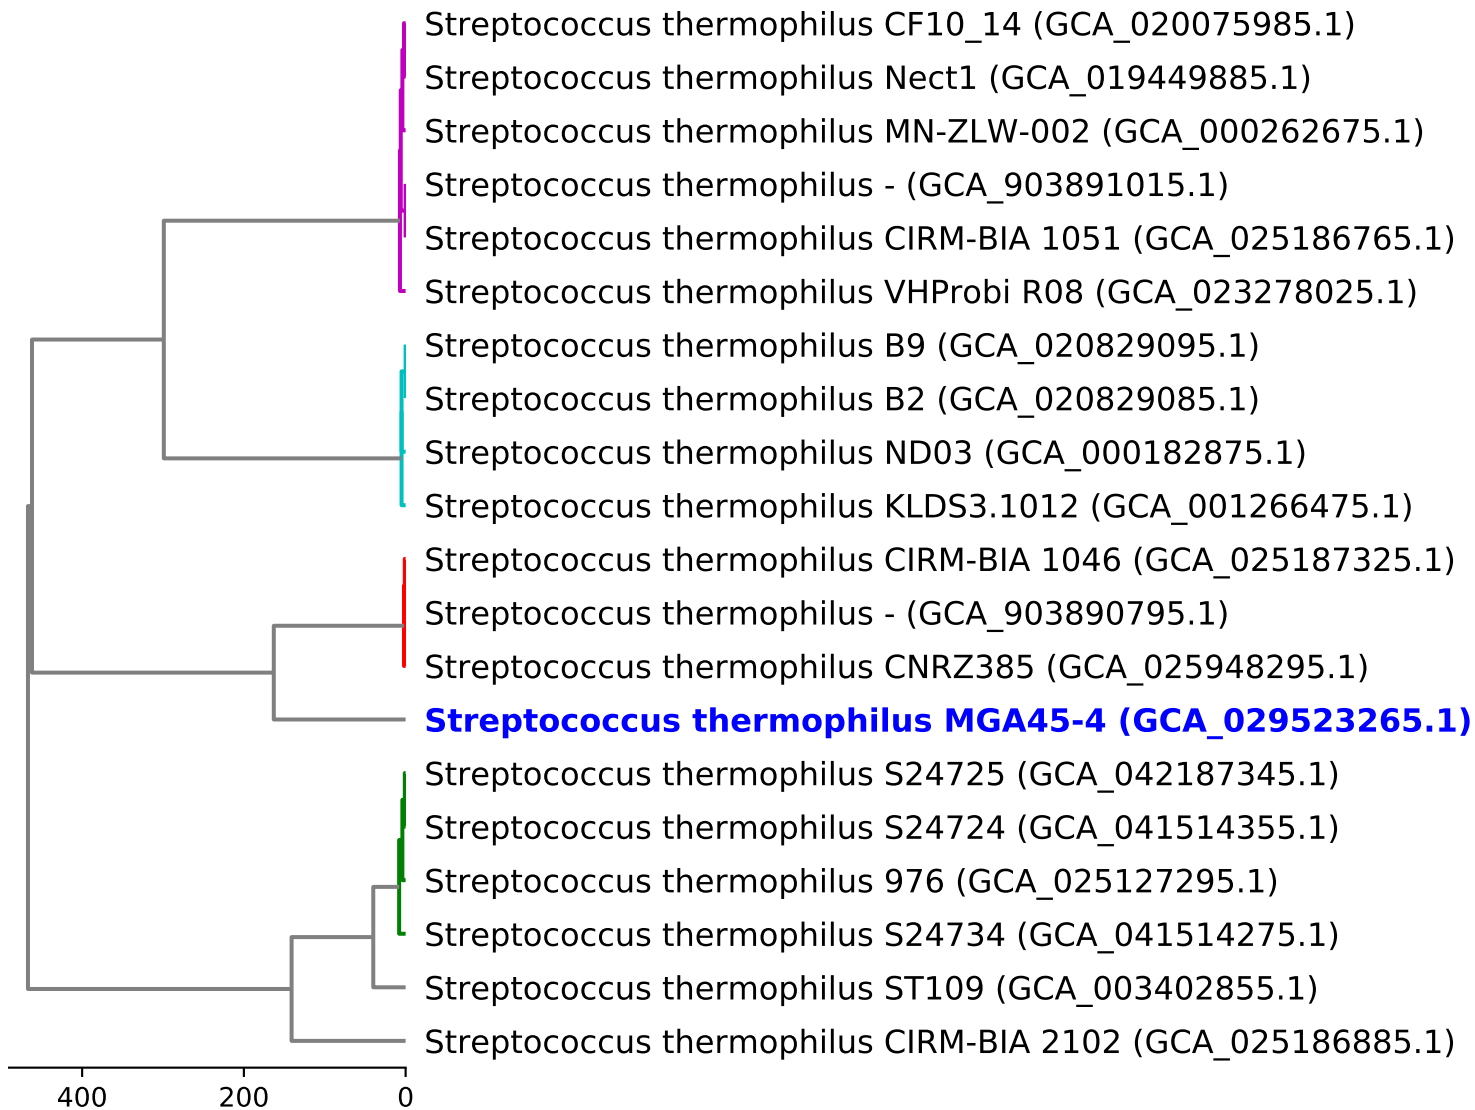 Streptococcus thermophilus CF10_14 (GCA_020075985.1)
Streptococcus thermophilus Nect1 (GCA_019449885.1)
Streptococcus thermophilus MN-ZLW-002 (GCA_000262675.1)
Streptococcus thermophilus - (GCA_903891015.1)
Streptococcus thermophilus CIRM-BIA 1051 (GCA_025186765.1)
Streptococcus thermophilus VHProbi R08 (GCA_023278025.1)
Streptococcus thermophilus B9 (GCA_020829095.1)
Streptococcus thermophilus B2 (GCA_020829085.1)
Streptococcus thermophilus ND03 (GCA_000182875.1)
Streptococcus thermophilus KLDS3.1012 (GCA_001266475.1)
Streptococcus thermophilus CIRM-BIA 1046 (GCA_025187325.1)
Streptococcus thermophilus - (GCA_903890795.1)
Streptococcus thermophilus CNRZ385 (GCA_025948295.1)
Streptococcus thermophilus MGA45-4 (GCA_029523265.1)
Streptococcus thermophilus S24725 (GCA_042187345.1)
Streptococcus thermophilus S24724 (GCA_041514355.1)
Streptococcus thermophilus 976 (GCA_025127295.1)
Streptococcus thermophilus S24734 (GCA_041514275.1)
Streptococcus thermophilus ST109 (GCA_003402855.1)
Streptococcus thermophilus CIRM-BIA 2102 (GCA_025186885.1)
400 200 0